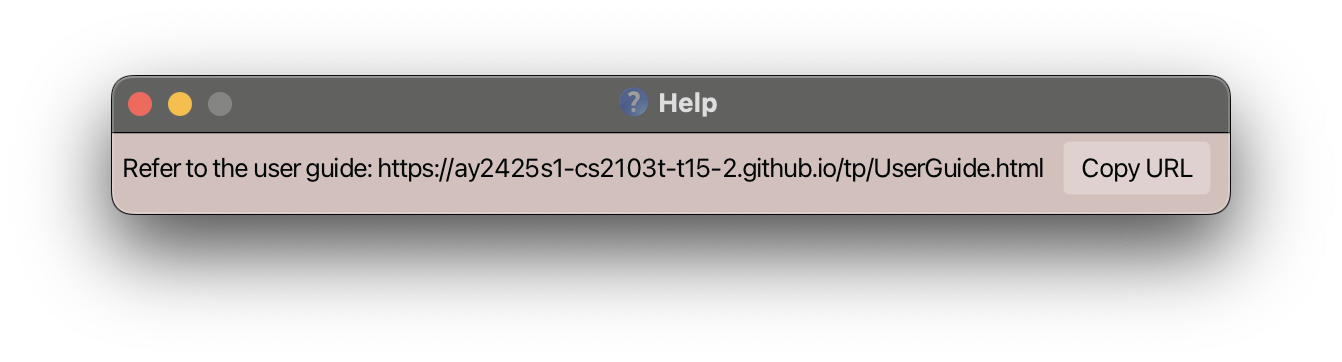 Help
Refer to the user guide: https://ay2425s1-cs2103t-t15-2.github.io/tp/UserGuide.html Copy URL